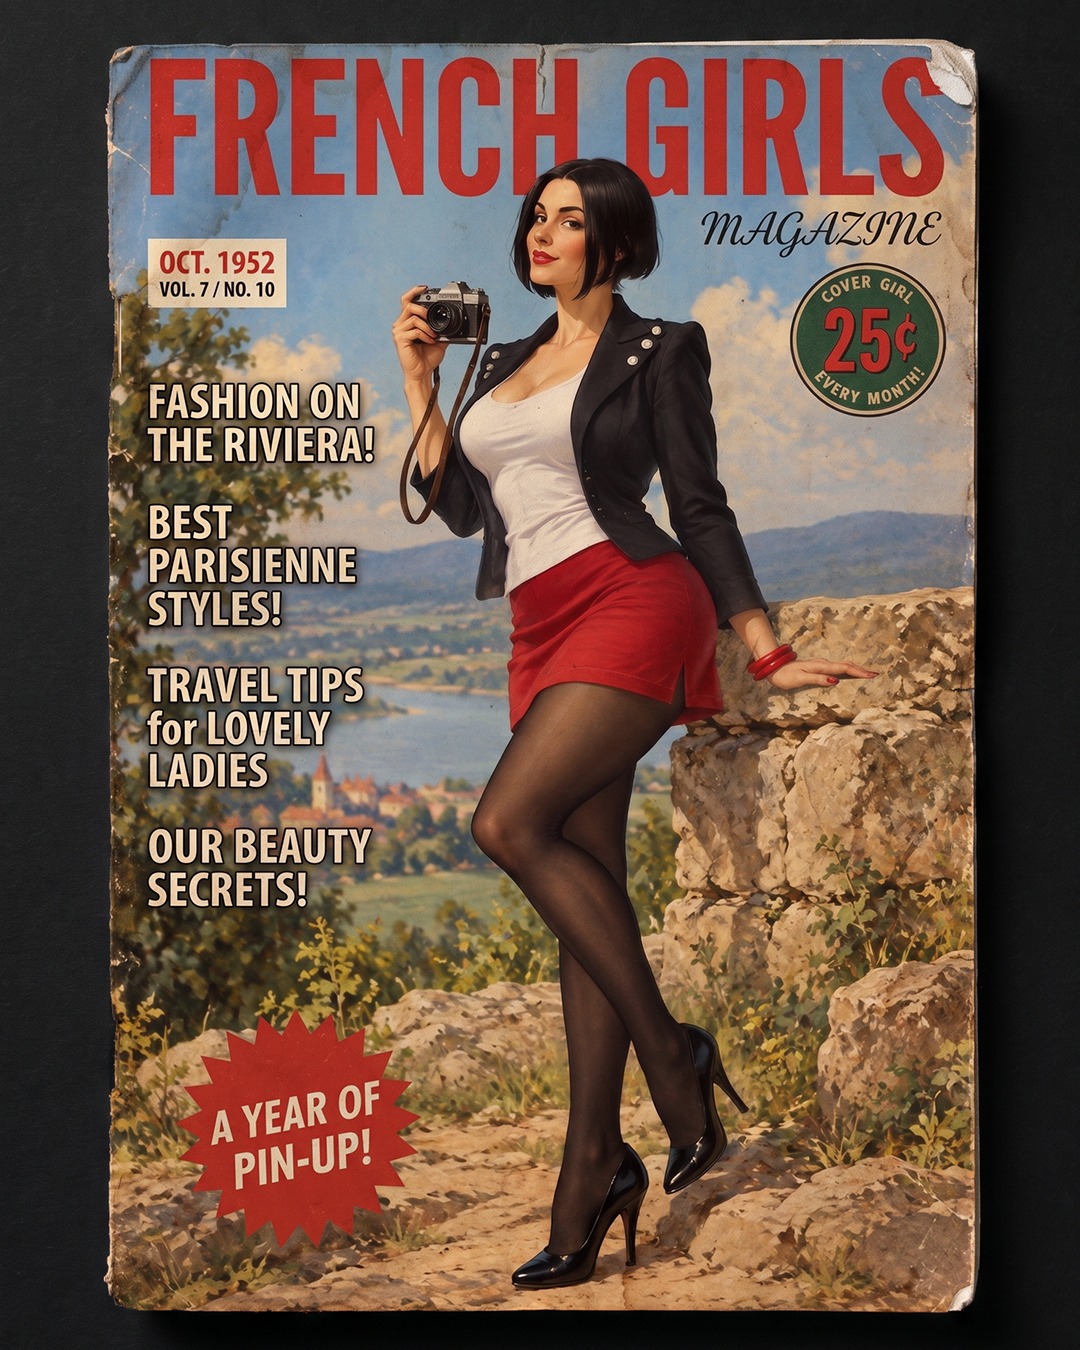 FRENCH GIRLS
MAGAZINE
OCT. 1952
VOL. 7 / NO. 10
COVER GIRL
25¢
EVERY MONTH!
FASHION ON
THE RIVIERA!
BEST
PARISIENNE
STYLES!
TRAVEL TIPS
for LOVELY
LADIES
OUR BEAUTY
SECRETS!
A YEAR OF
PIN-UP!